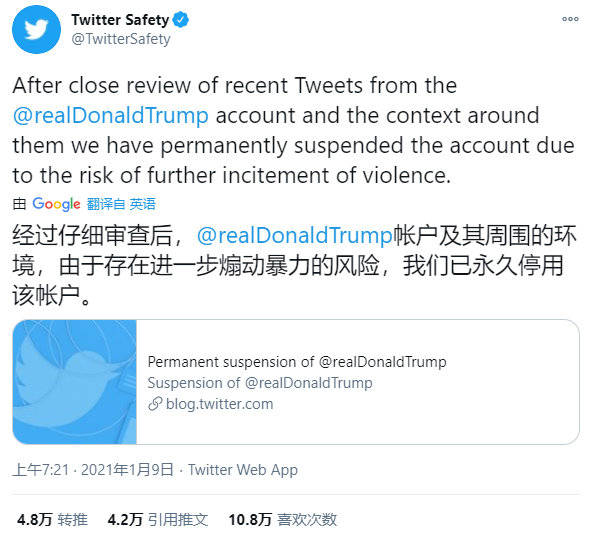 Twitter Safety
@TwitterSafety
After close review of recent Tweets from the
@realDonaldTrump account and the context around
them we have permanently suspended the account due
to the risk of further incitement of violence.
由 Google 翻译自 英语
经过仔细审查后，@realDonaldTrump帐户及其周围的环
境，由于存在进一步煽动暴力的风险，我们已永久停用
该帐户。
Permanent suspension of @realDonaldTrump
Suspension of @realDonaldTrump
blog.twitter.com
上午7:21 · 2021年1月9日 · Twitter Web App
4.8万 转推 4.2万 引用推文 10.8万 喜欢次数